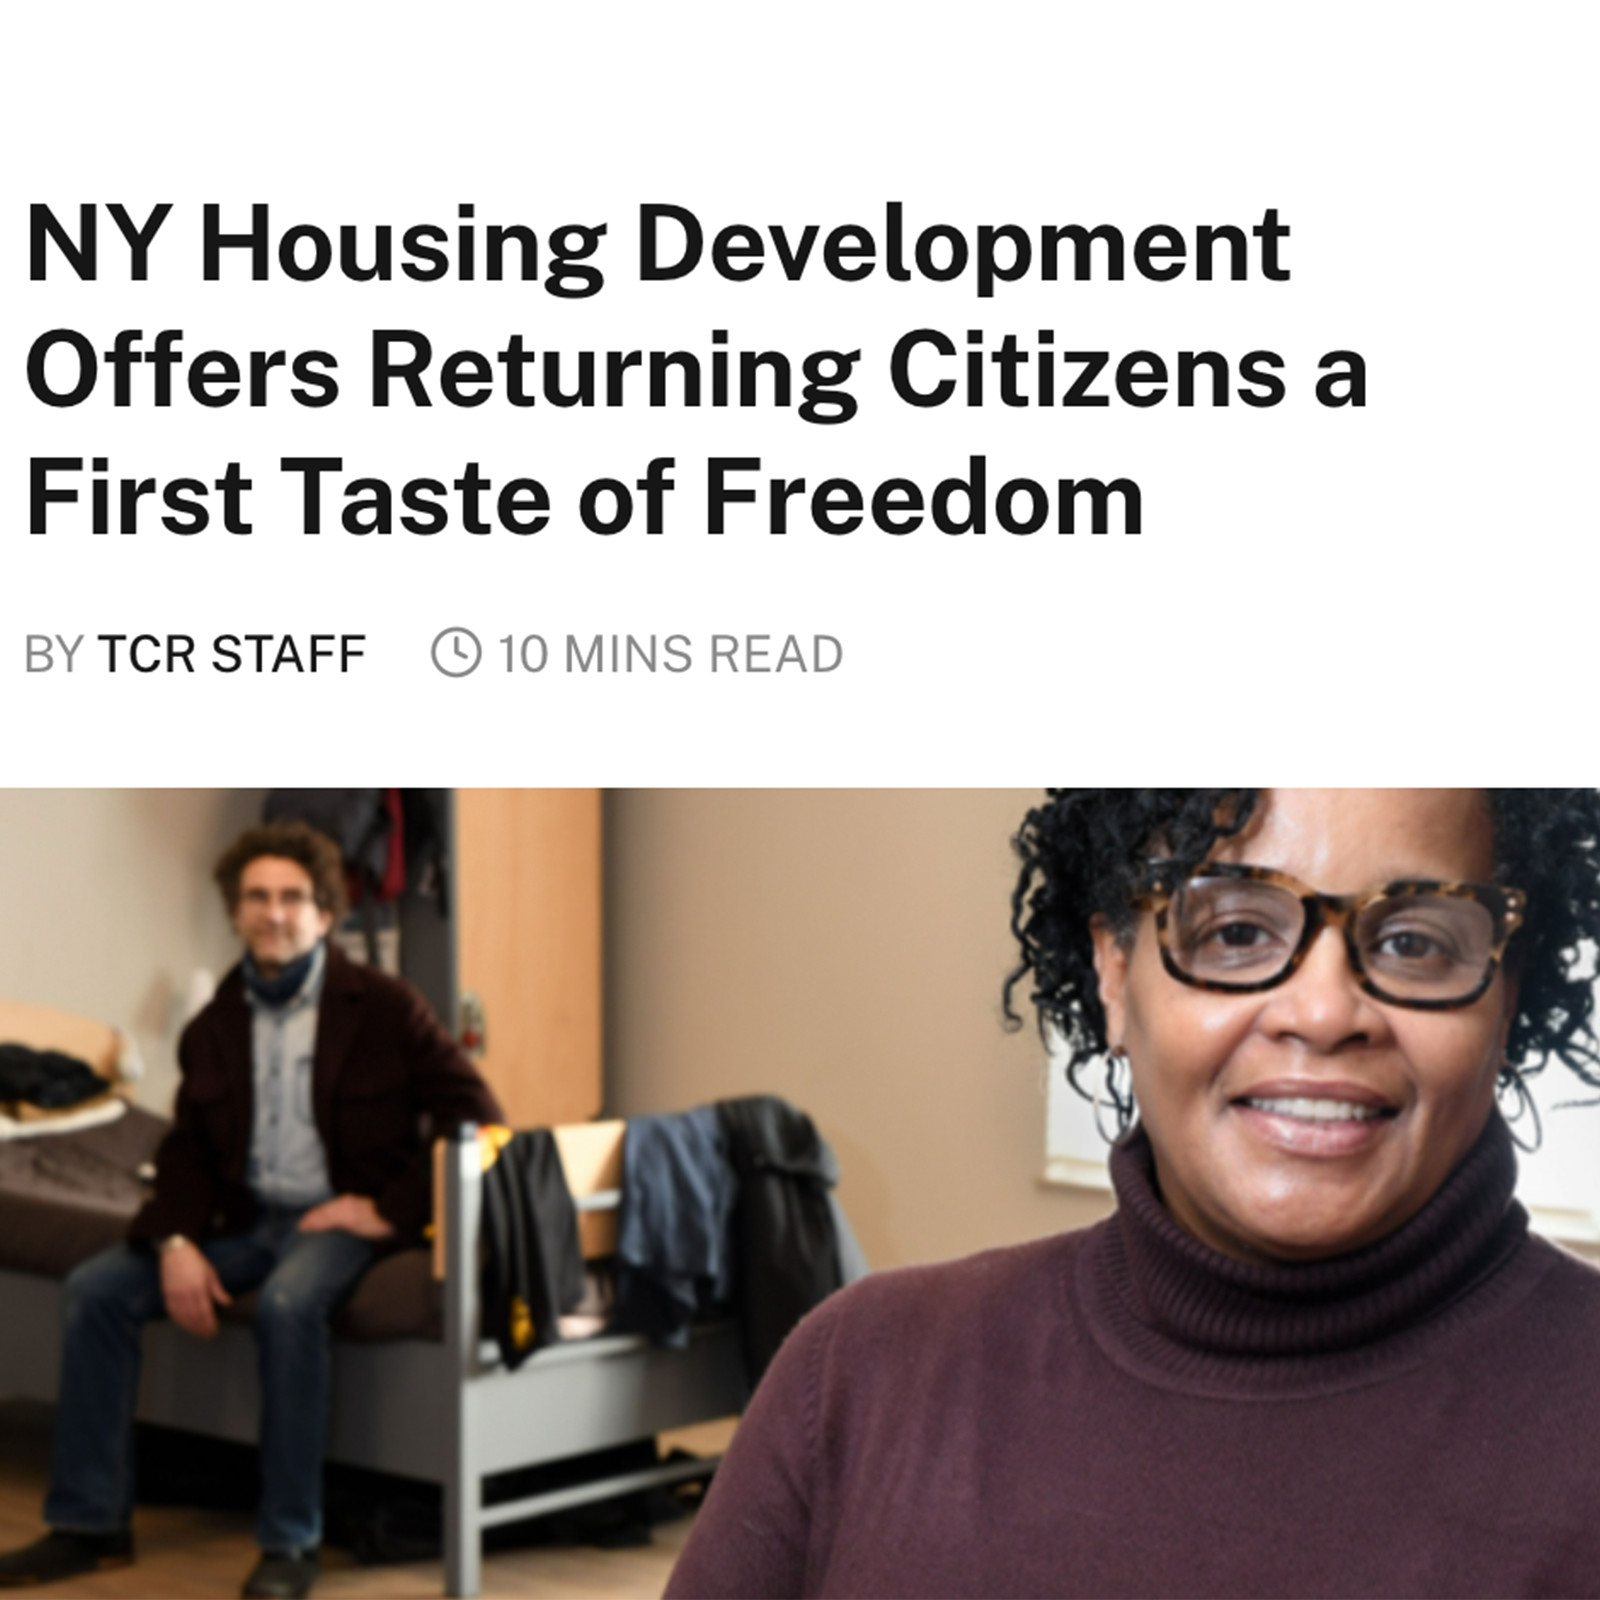 NY Housing Development
Offers Returning Citizens a
First Taste of Freedom
BY TCR STAFF 10 MINS READ